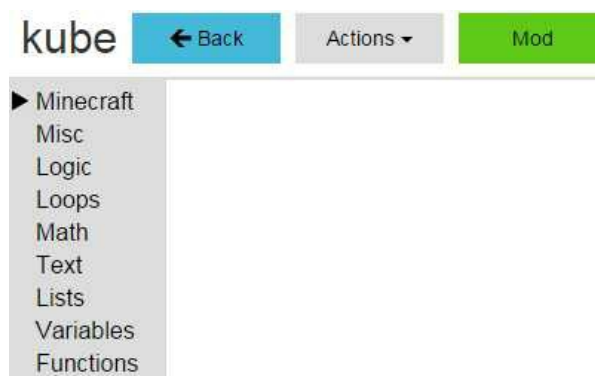 kube Back Actions Mod
Minecraft
Misc
Logic
Loops
Math
Text
Lists
Variables
Functions